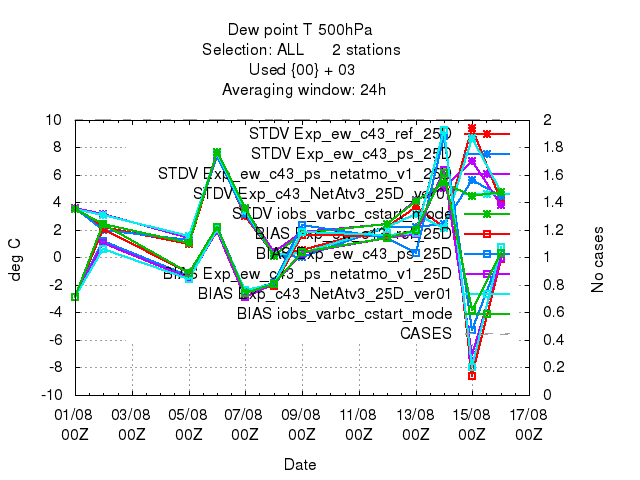 Dew point T 500hPa
Selection: ALL 2 stations
Used {00} + 03
Averaging window: 24h
10
8
6
4
2
0
-2
-4
-6
-8
-10
deg C
2
1.8
1.6
1.4
1.2
1
0.8
0.6
0.4
0.2
0
No cases
STDV Exp_ew_c43_ref_25D
STDV Exp_ew_c43_ps_25D
STDV Exp_ew_c43_ps_netatmo_v1_25D
STDV Exp_c43_NetAtv3_25D_ver01
STDV iobs_varbc_cstart_mode
BIAS Exp_ew_c43_ref_25D
BIAS Exp_ew_c43_ps_25D
BIAS Exp_ew_c43_ps_netatmo_v1_25D
BIAS Exp_c43_NetAtv3_25D_ver01
BIAS iobs_varbc_cstart_mode
CASES
01/08 03/08 05/08 07/08 09/08 11/08 13/08 15/08 17/08
00Z 00Z 00Z 00Z 00Z 00Z 00Z 00Z 00Z
Date